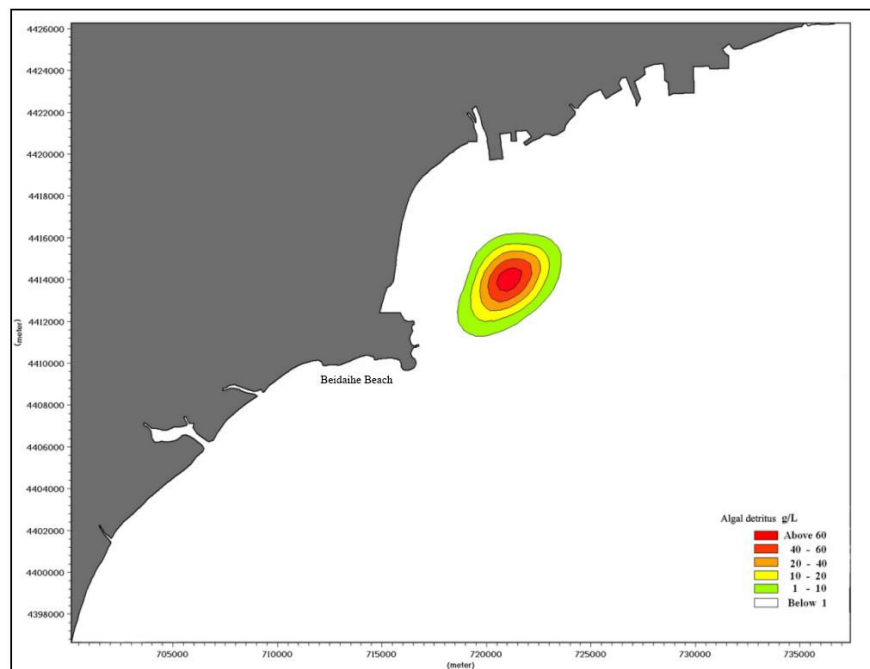 4426000
4424000
4422000
4420000
4418000
4416000
4414000
4412000
(meter)
4410000
Beidaihe Beach
4408000
4406000
4404000
4402000
Algal detritus g/L
Above 60
40 - 60
4400000
20 - 40
10 - 20
1 - 10
4398000
Below 1
705000 710000 715000 720000 725000 730000 735000
(meter)